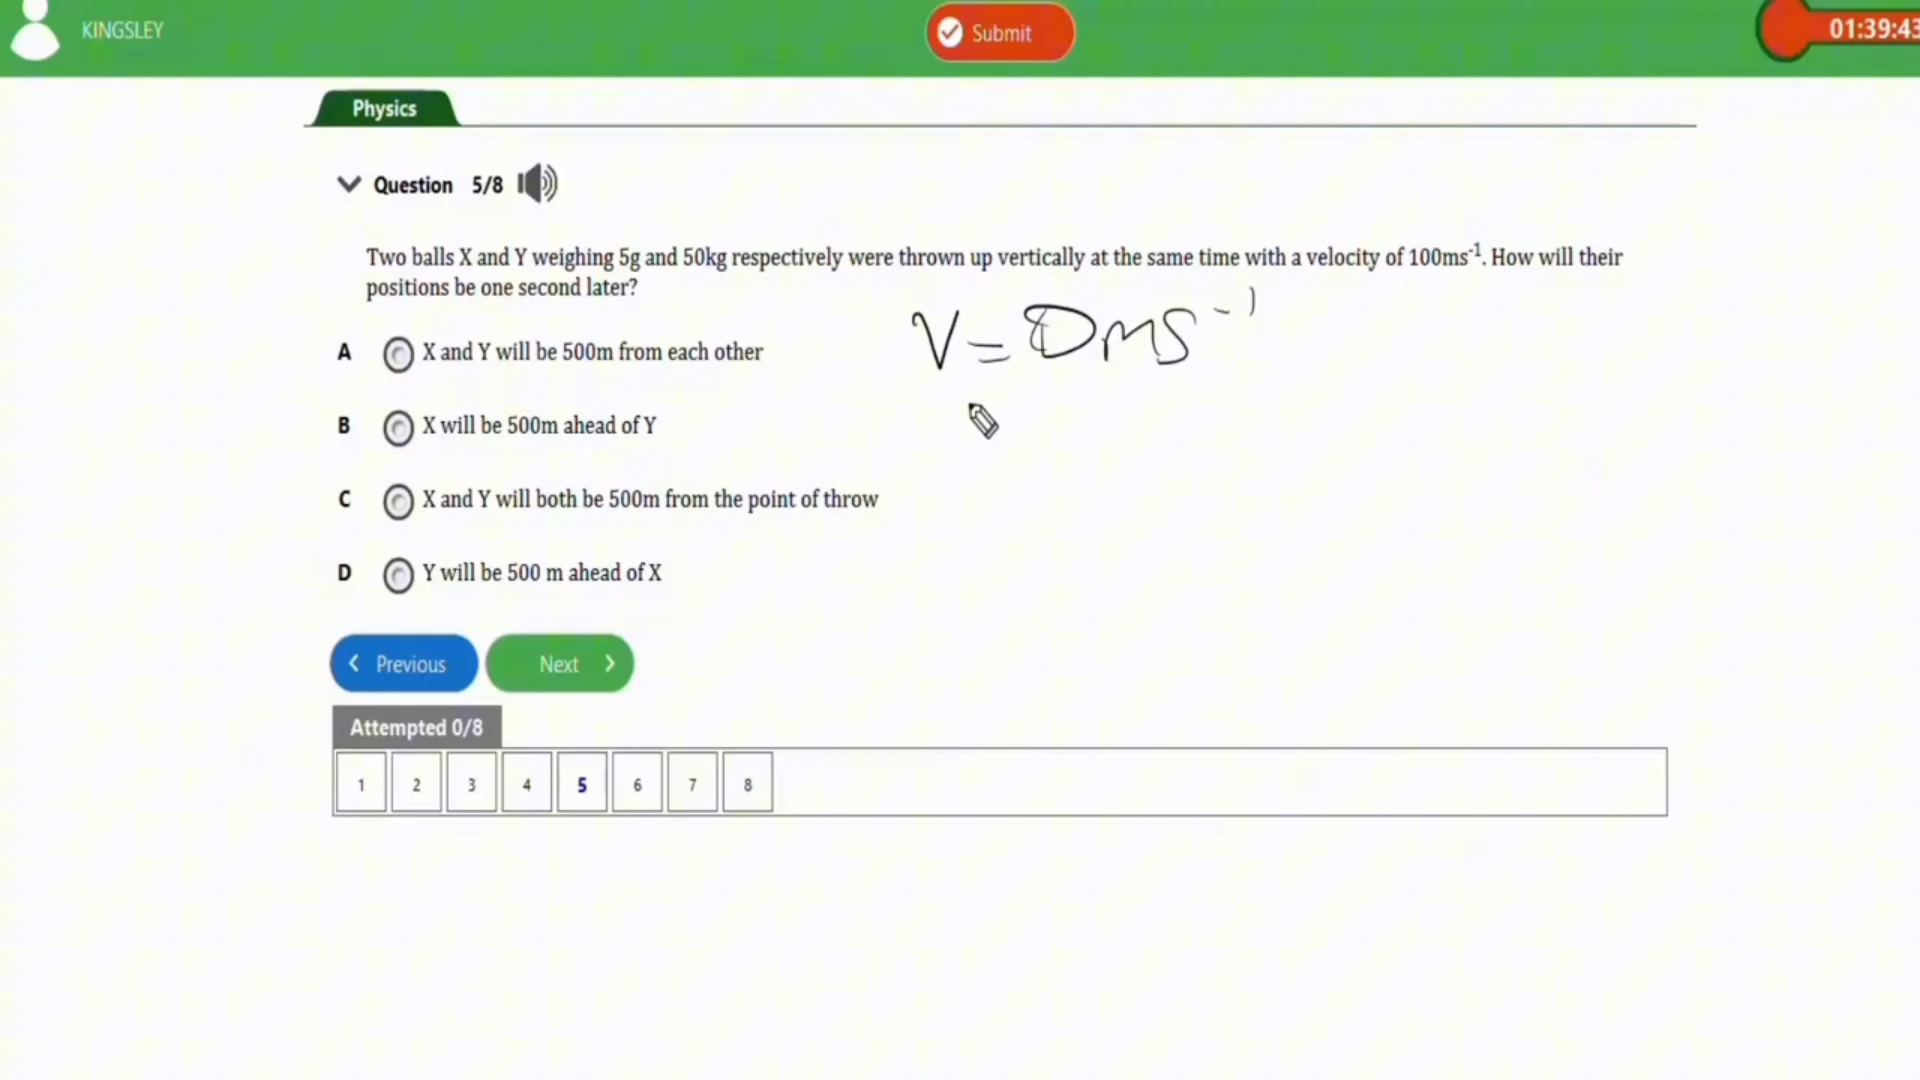 KINGSLEY
Submit
01:39:43
Physics
Question 5/8
Two balls X and Y weighing 5g and 50kg respectively were thrown up vertically at the same time with a velocity of 100ms⁻¹. How will their
positions be one second later?
V = 0ms⁻¹
A X and Y will be 500m from each other
B X will be 500m ahead of Y
C X and Y will both be 500m from the point of throw
D Y will be 500 m ahead of X
Previous Next
Attempted 0/8
1 2 3 4 5 6 7 8